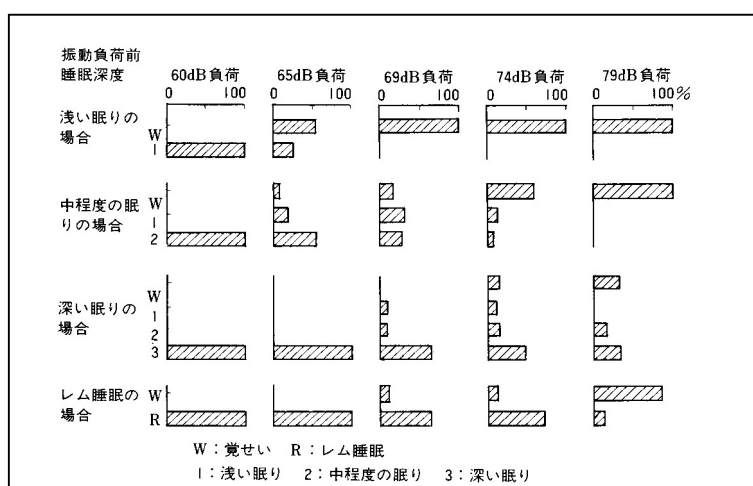 振動負荷前
睡眠深度
60dB負荷 65dB負荷 69dB負荷 74dB負荷 79dB負荷
0 100 0 100 0 100 0 100 0 100 %
浅い眠りの
場合
W
1
中程度の眠
りの場合
W
1
2
深い眠りの
場合
W
1
2
3
レム睡眠の
場合
W
R
W：覚せい R：レム睡眠
1：浅い眠り 2：中程度の眠り 3：深い眠り